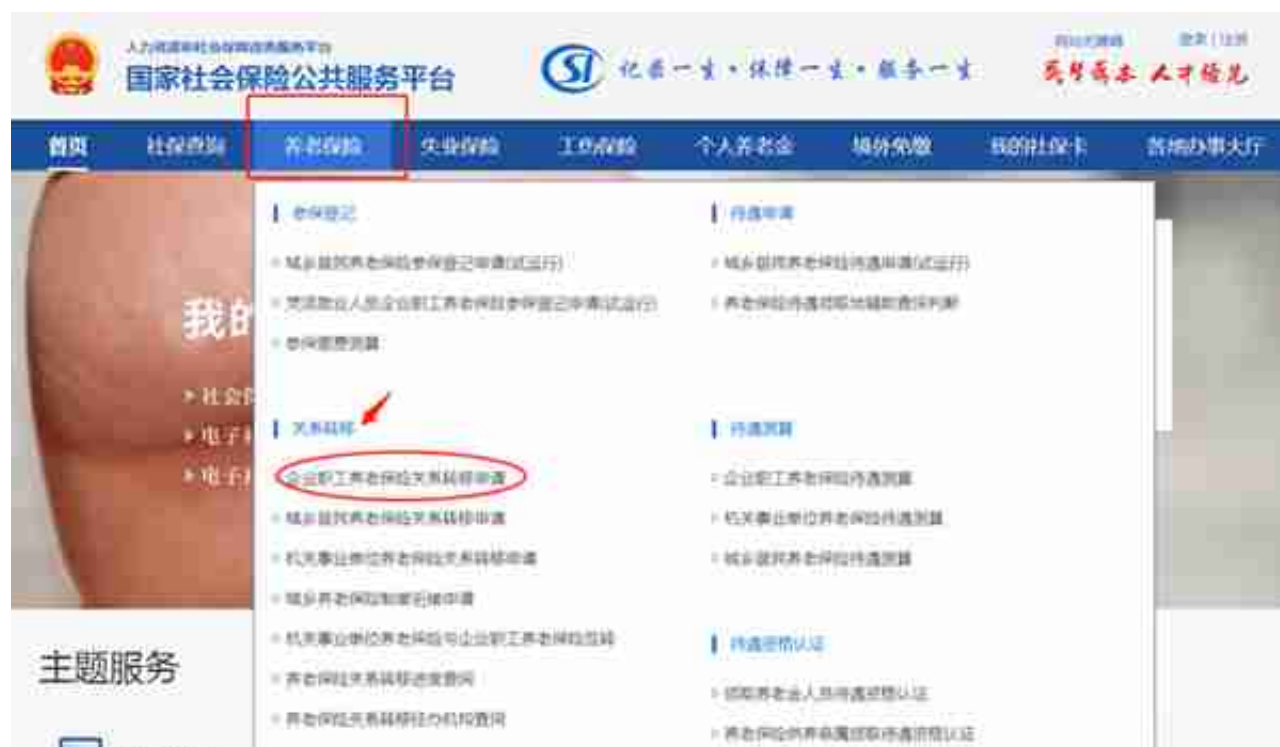 国家社会保险公共服务平台
记录一生·保障一生·服务一生
登录 | 注册
首页 社保查询 养老保险 失业保险 工伤保险 个人养老金 境外免缴 我的社保卡 各地办事大厅
参保登记 待遇申请
城乡居民养老保险参保登记申请(试运行) 城乡居民养老保险待遇申请(试运行)
灵活就业人员企业职工养老保险参保登记申请(试运行) 养老保险待遇领取地辅助查询判断
我的
参保缴费测算
社会保
关系转移 待遇测算
电子社
企业职工养老保险关系转移申请 企业职工养老保险待遇测算
电子社
城乡居民养老保险关系转移申请 机关事业单位养老保险待遇测算
机关事业单位养老保险关系转移申请 城乡居民养老保险待遇测算
城乡养老保险制度衔接申请
机关事业单位养老保险与企业职工养老保险互转 待遇资格认证
主题服务
养老保险关系转移进度查询 领取养老金人员待遇资格认证
养老保险关系转移经办机构查询 养老保险供养亲属领取待遇资格认证